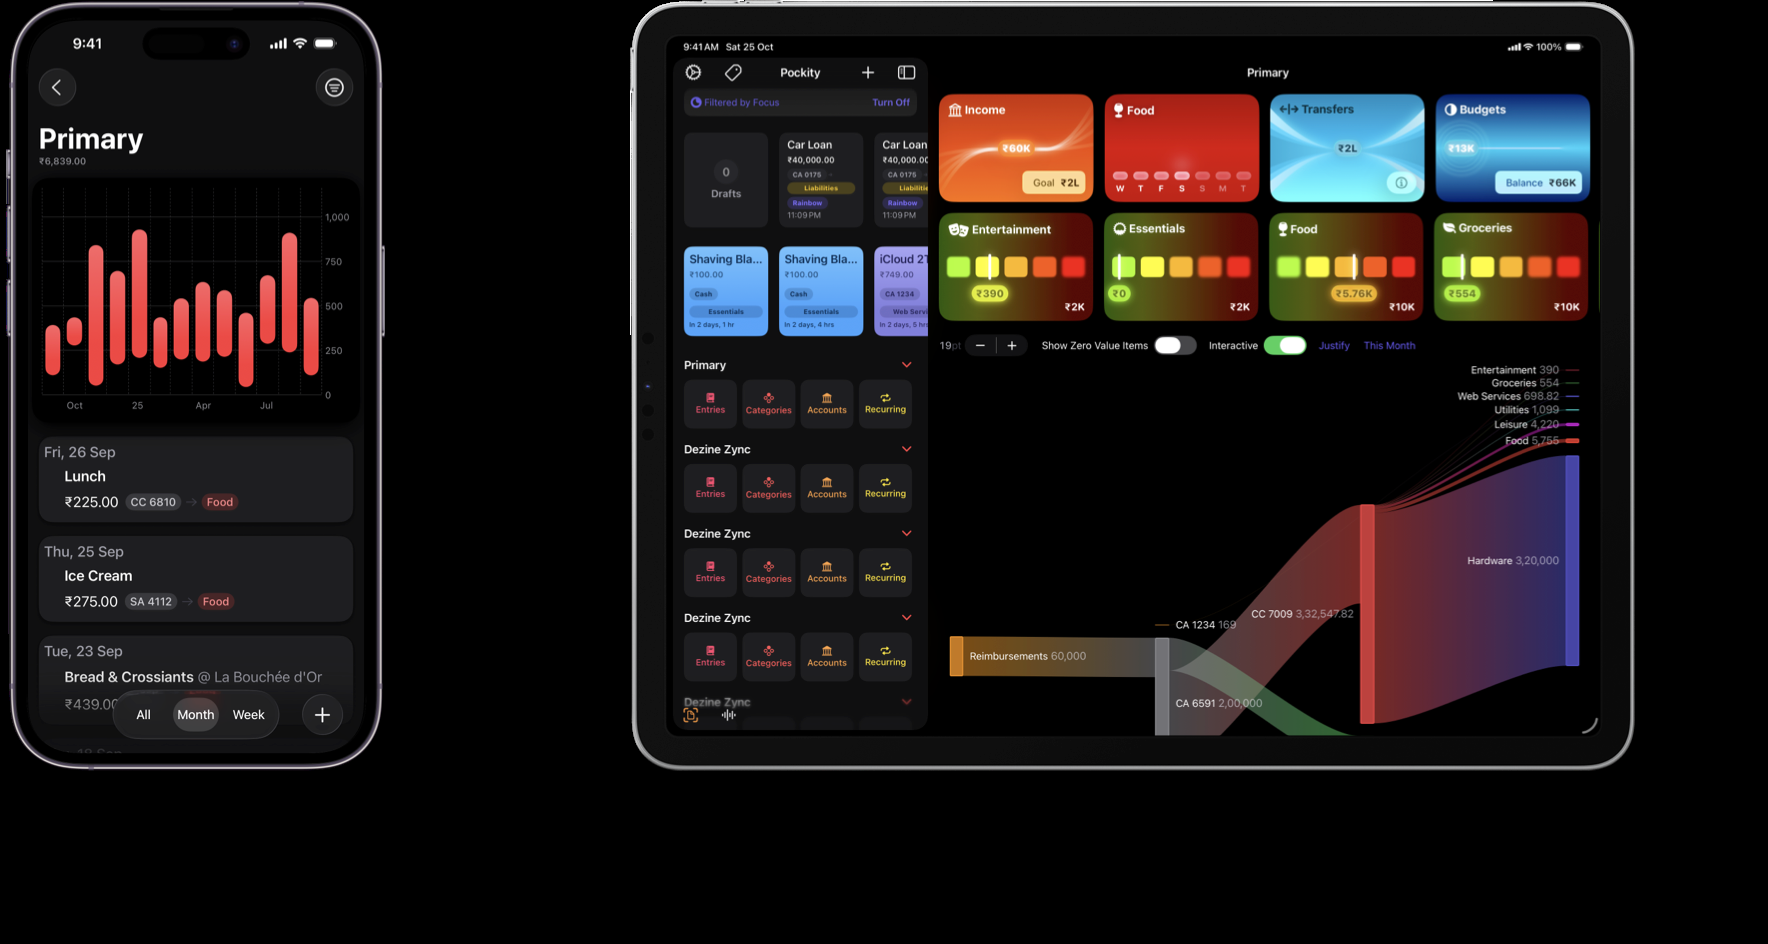 9:41
Primary
₹6,839.00
1,000
750
500
250
0
Oct 25 Apr Jul
Fri, 26 Sep
Lunch
₹225.00 CC 6810 → Food
Thu, 25 Sep
Ice Cream
₹275.00 SA 4112 → Food
Tue, 23 Sep
Bread & Crossiants @ La Bouchée d'Or
₹439.00
All Month Week
18 Sep
9:41 AM Sat 25 Oct
100%
Pockity
Filtered by Focus Turn Off
0
Drafts
Car Loan
₹40,000.00
CA 0175
Liabilities
Rainbow
11:09 PM
Car Loan
₹40,000.00
CA 0175
Liabilitie
Rainbow
11:09 PM
Shaving Bla...
₹100.00
Cash
Essentials
In 2 days, 1 hr
Shaving Bla...
₹100.00
Cash
Essentials
In 2 days, 4 hrs
iCloud 2T
₹749.00
CA 1234
Web Servi
In 2 days, 5 hrs
Primary
Entries Categories Accounts Recurring
Dezine Zync
Entries Categories Accounts Recurring
Dezine Zync
Entries Categories Accounts Recurring
Dezine Zync
Entries Categories Accounts Recurring
Dezine Zync
Primary
Income
₹60K
Goal ₹2L
Food
W T F S S M T
Transfers
₹2L
Budgets
₹13K
Balance ₹66K
Entertainment
₹390
₹2K
Essentials
₹0
₹2K
Food
₹5.76K
₹10K
Groceries
₹554
₹10K
19pt − + Show Zero Value Items Interactive Justify This Month
Entertainment 390
Groceries 554
Web Services 698.82
Utilities 1,099
Leisure 4,220
Food 5,755
Hardware 3,20,000
CC 7009 3,32,547.82
CA 1234 169
Reimbursements 60,000
CA 6591 2,00,000